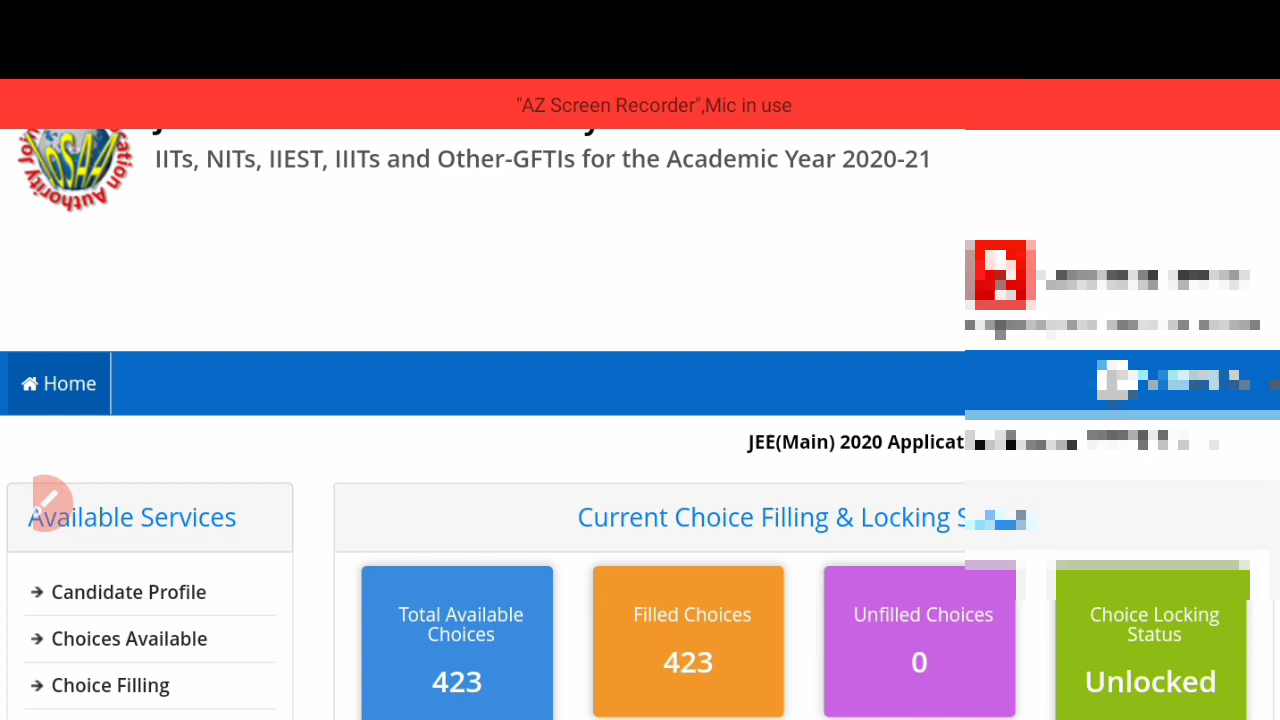 "AZ Screen Recorder",Mic in use
IITs, NITs, IIEST, IIITs and Other-GFTIs for the Academic Year 2020-21
Home
JEE(Main) 2020
Available Services
Current Choice Filling & Locking
Candidate Profile
Choices Available
Choice Filling
Total Available
Choices
423
Filled Choices
423
Unfilled Choices
0
Choice Locking
Status
Unlocked